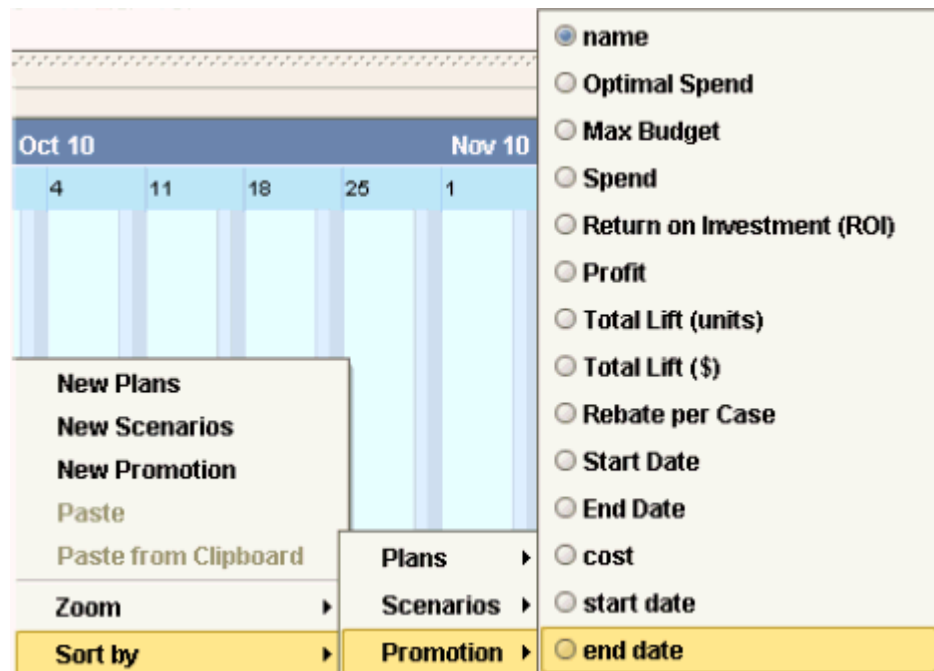 Oct 10 Nov 10
4 11 18 25 1
New Plans
New Scenarios
New Promotion
Paste
Paste from Clipboard
Zoom
Sort by
Plans
Scenarios
Promotion
name
Optimal Spend
Max Budget
Spend
Return on Investment (ROI)
Profit
Total Lift (units)
Total Lift ($)
Rebate per Case
Start Date
End Date
cost
start date
end date